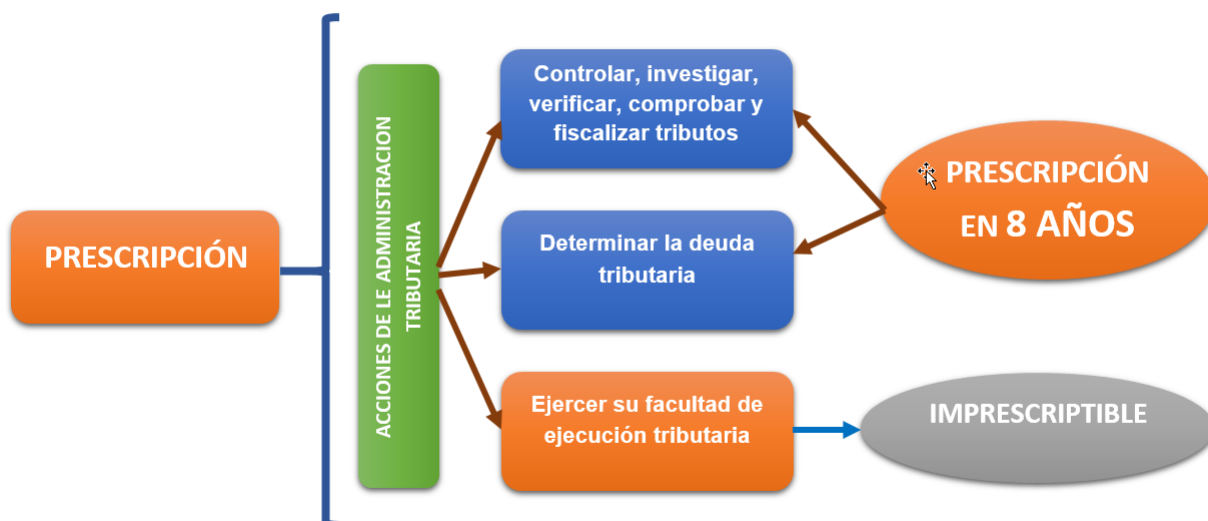 PRESCRIPCIÓN
ACCIONES DE LE ADMINISTRACION
TRIBUTARIA
Controlar, investigar,
verificar, comprobar y
fiscalizar tributos
Determinar la deuda
tributaria
Ejercer su facultad de
ejecución tributaria
PRESCRIPCIÓN
EN 8 AÑOS
IMPRESCRIPTIBLE